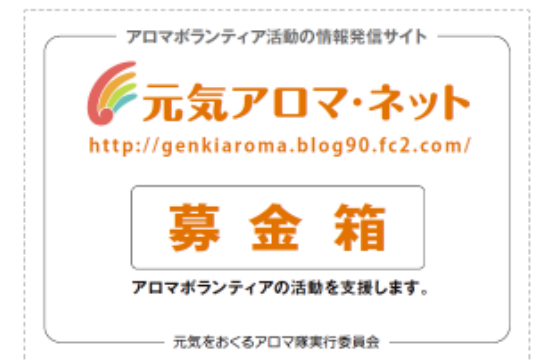 アロマボランティア活動の情報発信サイト
元気アロマ・ネット
http://genkiaroma.blog90.fc2.com/
募金箱
アロマボランティアの活動を支援します。
元気をおくるアロマ隊実行委員会